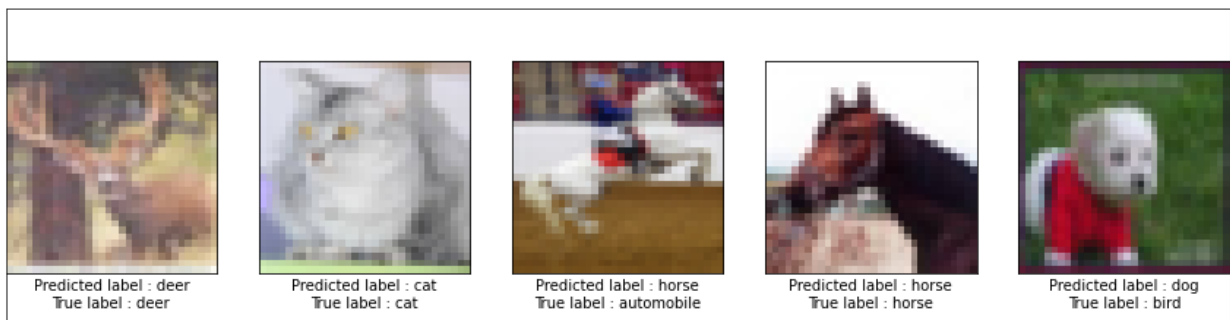 Predicted label : deer
True label : deer
Predicted label : cat
True label : cat
Predicted label : horse
True label : automobile
Predicted label : horse
True label : horse
Predicted label : dog
True label : bird